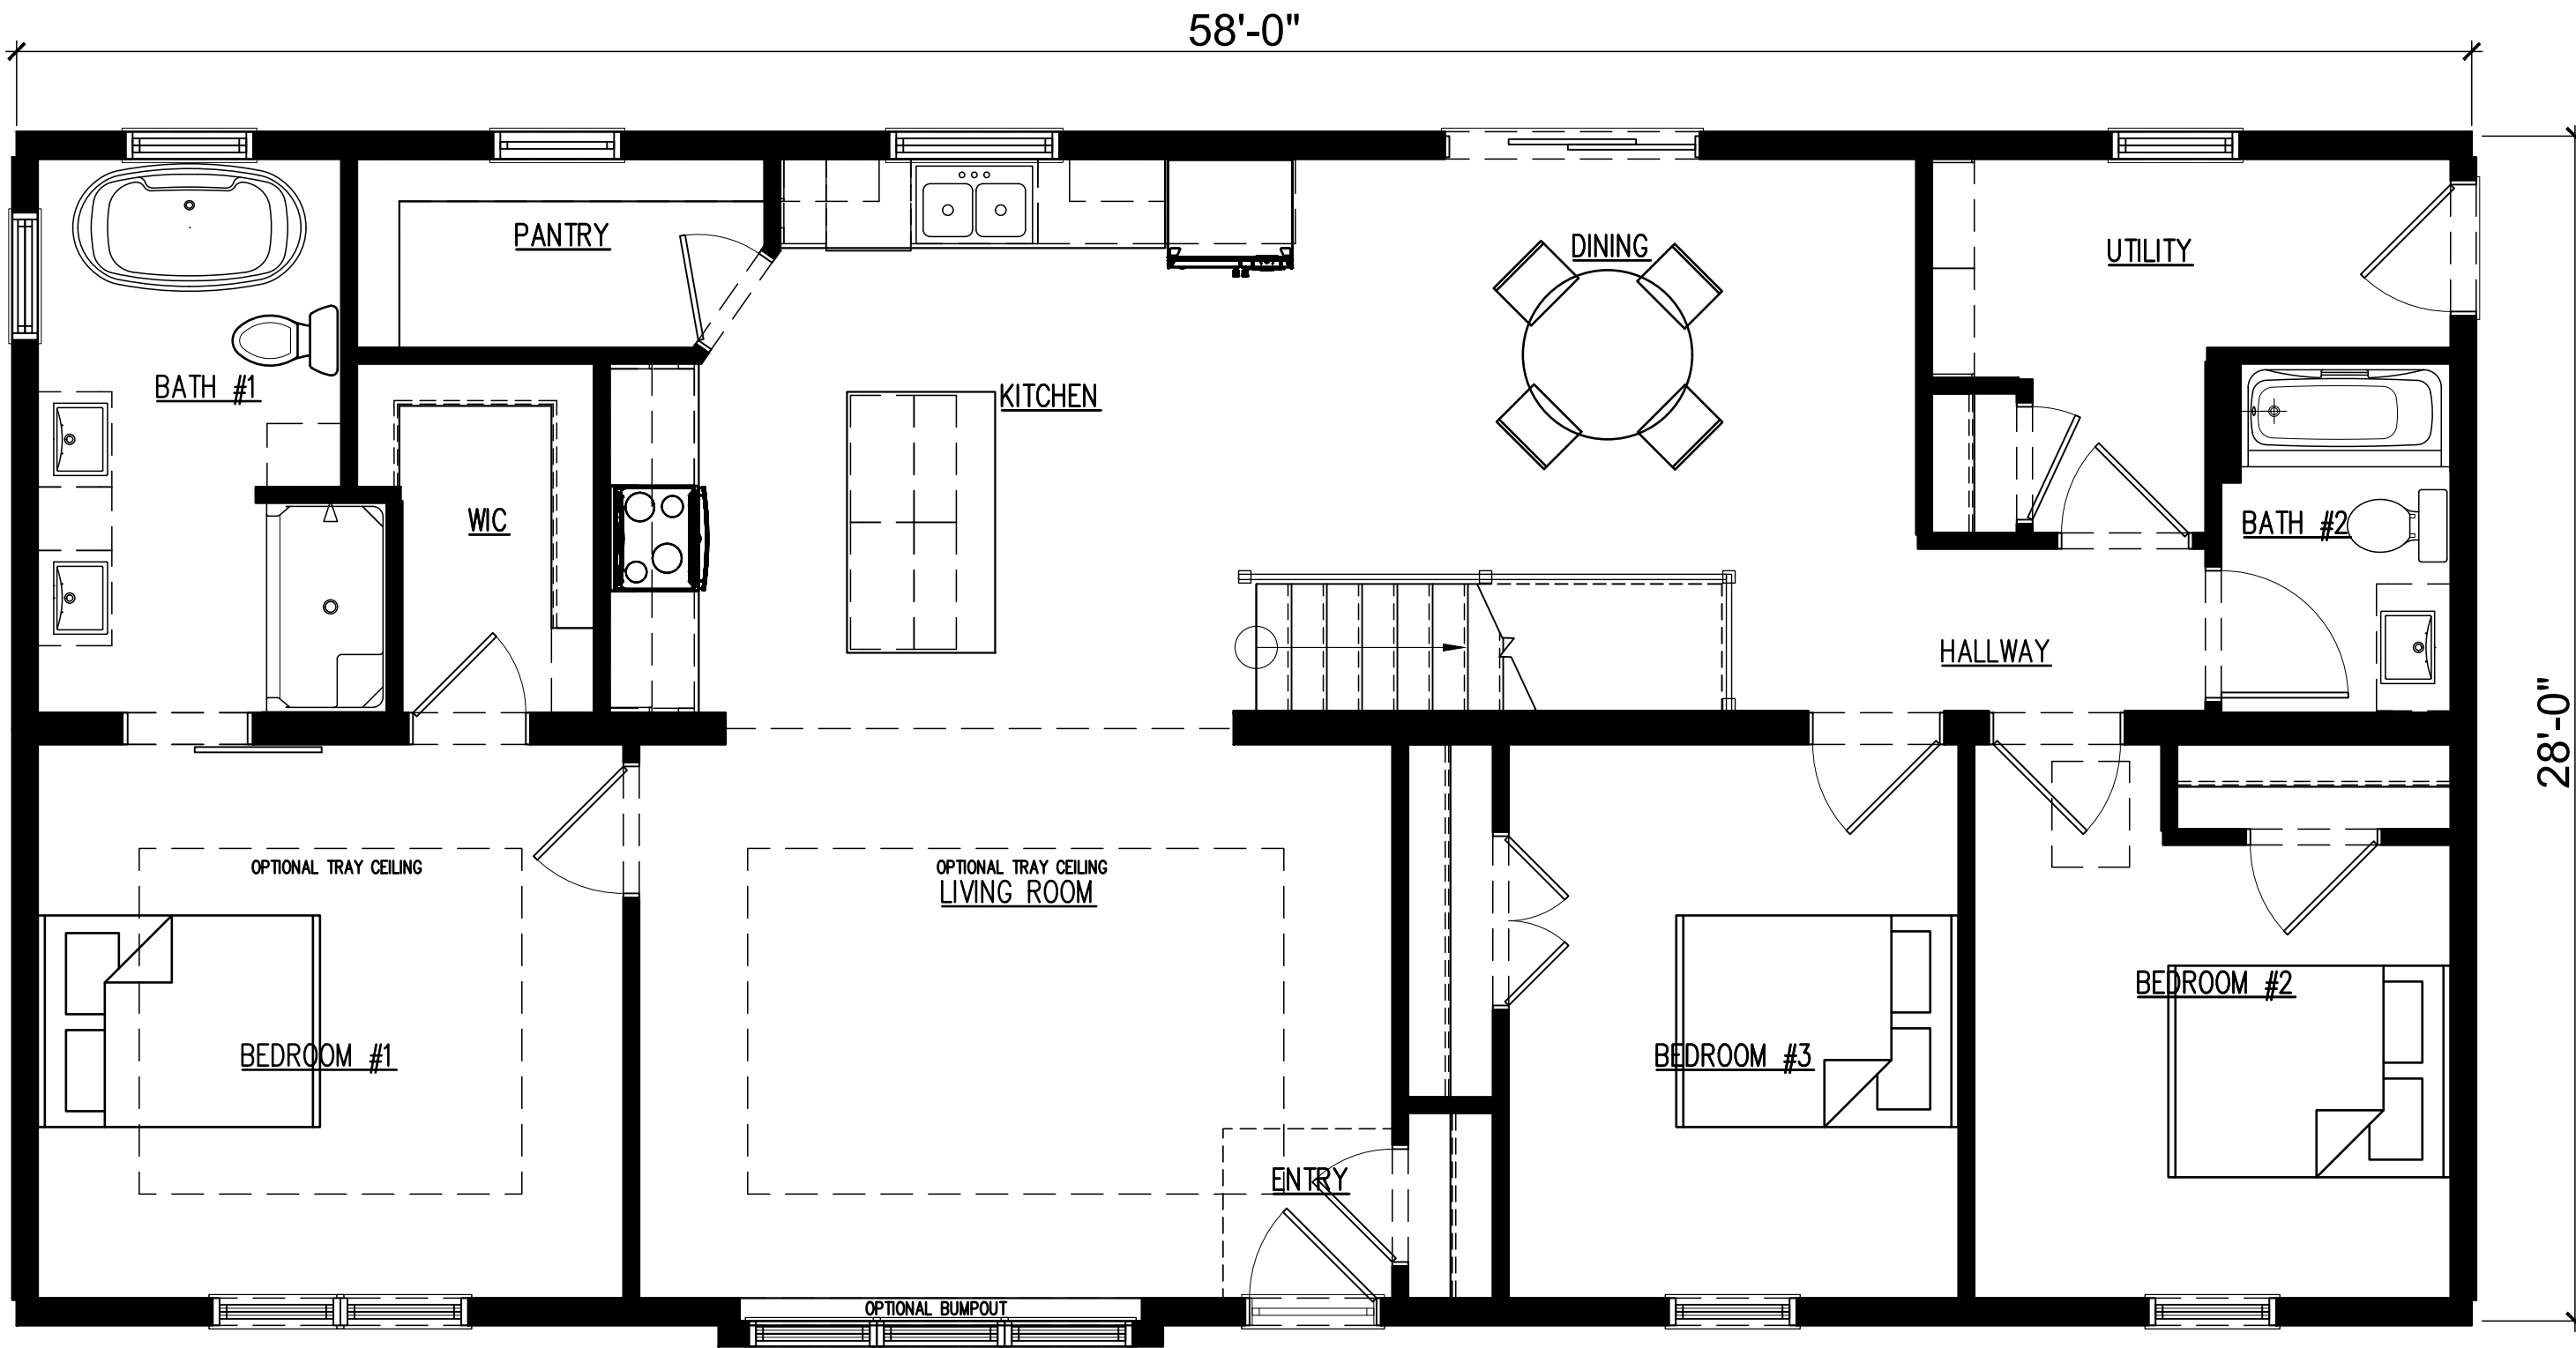 58'-0"
PANTRY
DINING
UTILITY
BATH #1
KITCHEN
WIC
BATH #2
HALLWAY
28'-0"
OPTIONAL TRAY CEILING
OPTIONAL TRAY CEILING
LIVING ROOM
BEDROOM #2
BEDROOM #1
BEDROOM #3
ENTRY
OPTIONAL BUMPOUT